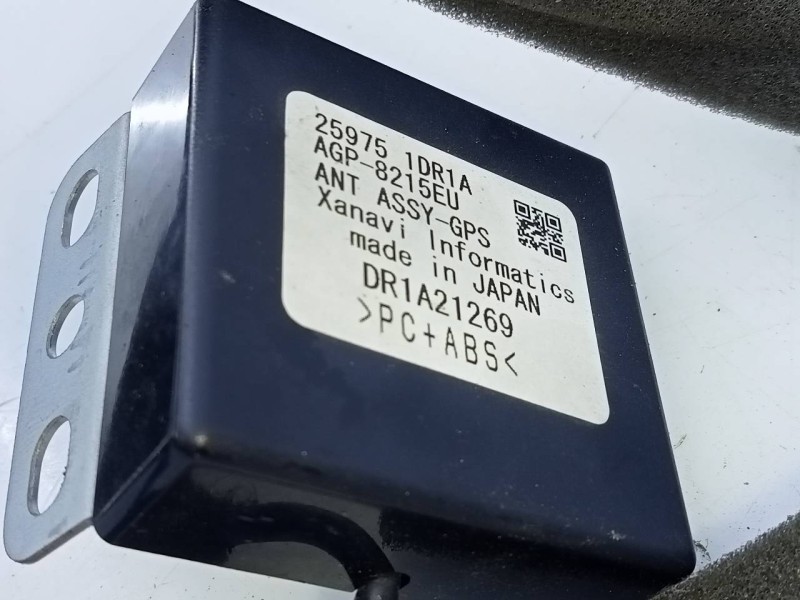 25975 1DR1A
AGP-8215EU
ANT ASSY-GPS
Xanavi Informatics
made in JAPAN
DR1A21269
>PC+ABS<